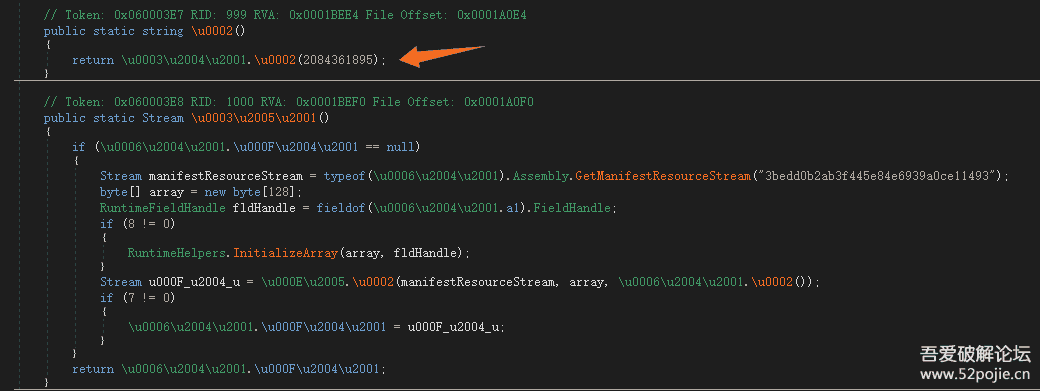 // Token: 0x060003E7 RID: 999 RVA: 0x0001BEE4 File Offset: 0x0001A0E4
public static string \u0002()
{
return \u0003\u2004\u2001.\u0002(2084361895);
}
// Token: 0x060003E8 RID: 1000 RVA: 0x0001BEF0 File Offset: 0x0001A0F0
public static Stream \u0003\u2005\u2001()
{
if (\u0006\u2004\u2001.\u000F\u2004\u2001 == null)
{
Stream manifestResourceStream = typeof(\u0006\u2004\u2001).Assembly.GetManifestResourceStream("3bedd0b2ab3f445e84e6939a0ce11493");
byte[] array = new byte[128];
RuntimeFieldHandle fldHandle = fieldof(\u0006\u2004\u2001.a1).FieldHandle;
if (8 != 0)
{
RuntimeHelpers.InitializeArray(array, fldHandle);
}
Stream u000F_u2004_u = \u000E\u2005.\u0002(manifestResourceStream, array, \u0006\u2004\u2001.\u0002());
if (7 != 0)
{
\u0006\u2004\u2001.\u000F\u2004\u2001 = u000F_u2004_u;
}
}
return \u0006\u2004\u2001.\u000F\u2004\u2001;
}
吾爱破解论坛
www.52pojie.cn